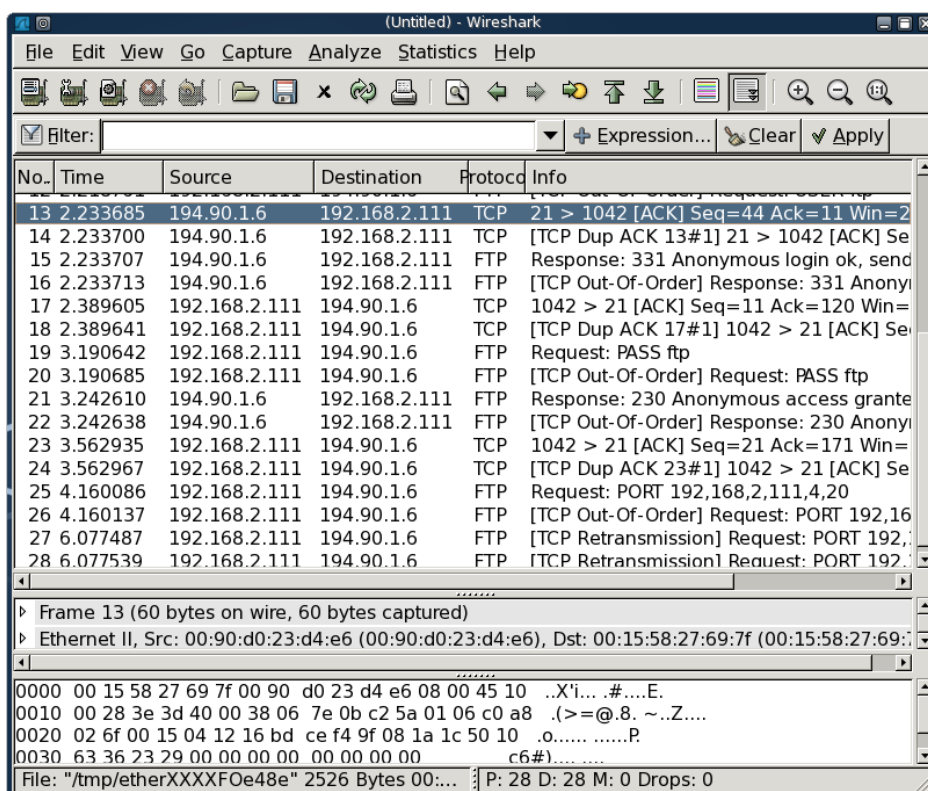 (Untitled) - Wireshark
File Edit View Go Capture Analyze Statistics Help
Filter: Expression... Clear Apply
No.. Time Source Destination Protocc Info
13 2.233685 194.90.1.6 192.168.2.111 TCP 21 > 1042 [ACK] Seq=44 Ack=11 Win=2
14 2.233700 194.90.1.6 192.168.2.111 TCP [TCP Dup ACK 13#1] 21 > 1042 [ACK] Se
15 2.233707 194.90.1.6 192.168.2.111 FTP Response: 331 Anonymous login ok, send
16 2.233713 194.90.1.6 192.168.2.111 FTP [TCP Out-Of-Order] Response: 331 Anony
17 2.389605 192.168.2.111 194.90.1.6 TCP 1042 > 21 [ACK] Seq=11 Ack=120 Win=
18 2.389641 192.168.2.111 194.90.1.6 TCP [TCP Dup ACK 17#1] 1042 > 21 [ACK] Se
19 3.190642 192.168.2.111 194.90.1.6 FTP Request: PASS ftp
20 3.190685 192.168.2.111 194.90.1.6 FTP [TCP Out-Of-Order] Request: PASS ftp
21 3.242610 194.90.1.6 192.168.2.111 FTP Response: 230 Anonymous access grante
22 3.242638 194.90.1.6 192.168.2.111 FTP [TCP Out-Of-Order] Response: 230 Anony
23 3.562935 192.168.2.111 194.90.1.6 TCP 1042 > 21 [ACK] Seq=21 Ack=171 Win=
24 3.562967 192.168.2.111 194.90.1.6 TCP [TCP Dup ACK 23#1] 1042 > 21 [ACK] Se
25 4.160086 192.168.2.111 194.90.1.6 FTP Request: PORT 192,168,2,111,4,20
26 4.160137 192.168.2.111 194.90.1.6 FTP [TCP Out-Of-Order] Request: PORT 192,16
27 6.077487 192.168.2.111 194.90.1.6 FTP [TCP Retransmission] Request: PORT 192,
28 6.077539 192.168.2.111 194.90.1.6 FTP [TCP Retransmission] Request: PORT 192.
Frame 13 (60 bytes on wire, 60 bytes captured)
Ethernet II, Src: 00:90:d0:23:d4:e6 (00:90:d0:23:d4:e6), Dst: 00:15:58:27:69:7f (00:15:58:27:69:
0000 00 15 58 27 69 7f 00 90 d0 23 d4 e6 08 00 45 10 ..X'i... .#....E.
0010 00 28 3e 3d 40 00 38 06 7e 0b c2 5a 01 06 c0 a8 .(>=@.8. ~..Z....
0020 02 6f 00 15 04 12 16 bd ce f4 9f 08 1a 1c 50 10 .o...... ......P.
0030 63 36 23 29 00 00 00 00 00 00 00 00 c6#).... ....
File: "/tmp/etherXXXXFOe48e" 2526 Bytes 00:... P: 28 D: 28 M: 0 Drops: 0